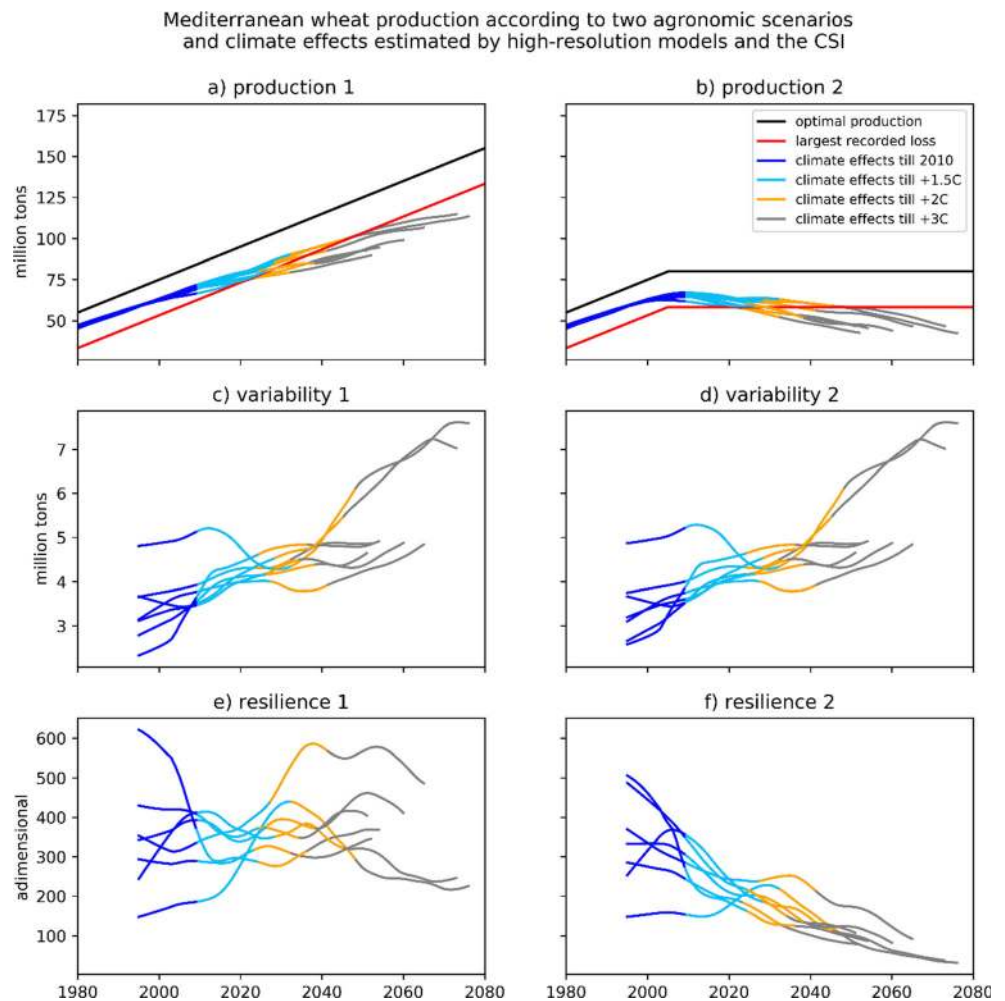 Mediterranean wheat production according to two agronomic scenarios
and climate effects estimated by high-resolution models and the CSI
a) production 1
b) production 2
175
150
125
100
75
50
million tons
optimal production
largest recorded loss
climate effects till 2010
climate effects till +1.5C
climate effects till +2C
climate effects till +3C
c) variability 1
d) variability 2
7
6
5
4
3
million tons
e) resilience 1
f) resilience 2
600
500
400
300
200
100
adimensional
1980 2000 2020 2040 2060 2080
1980 2000 2020 2040 2060 2080